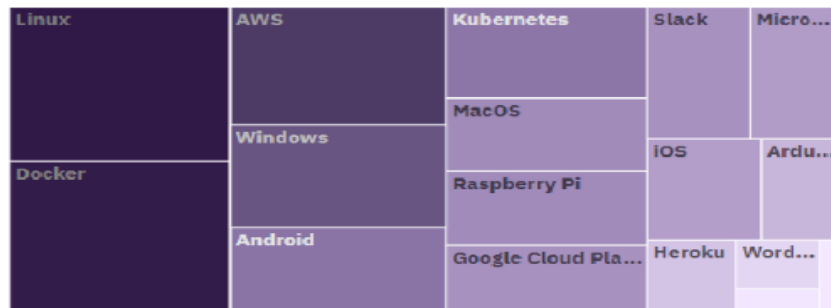 Linux
Docker
AWS
Windows
Android
Kubernetes
MacOS
Raspberry Pi
Google Cloud Pla...
Slack
Micro...
iOS
Ardu...
Heroku
Word...